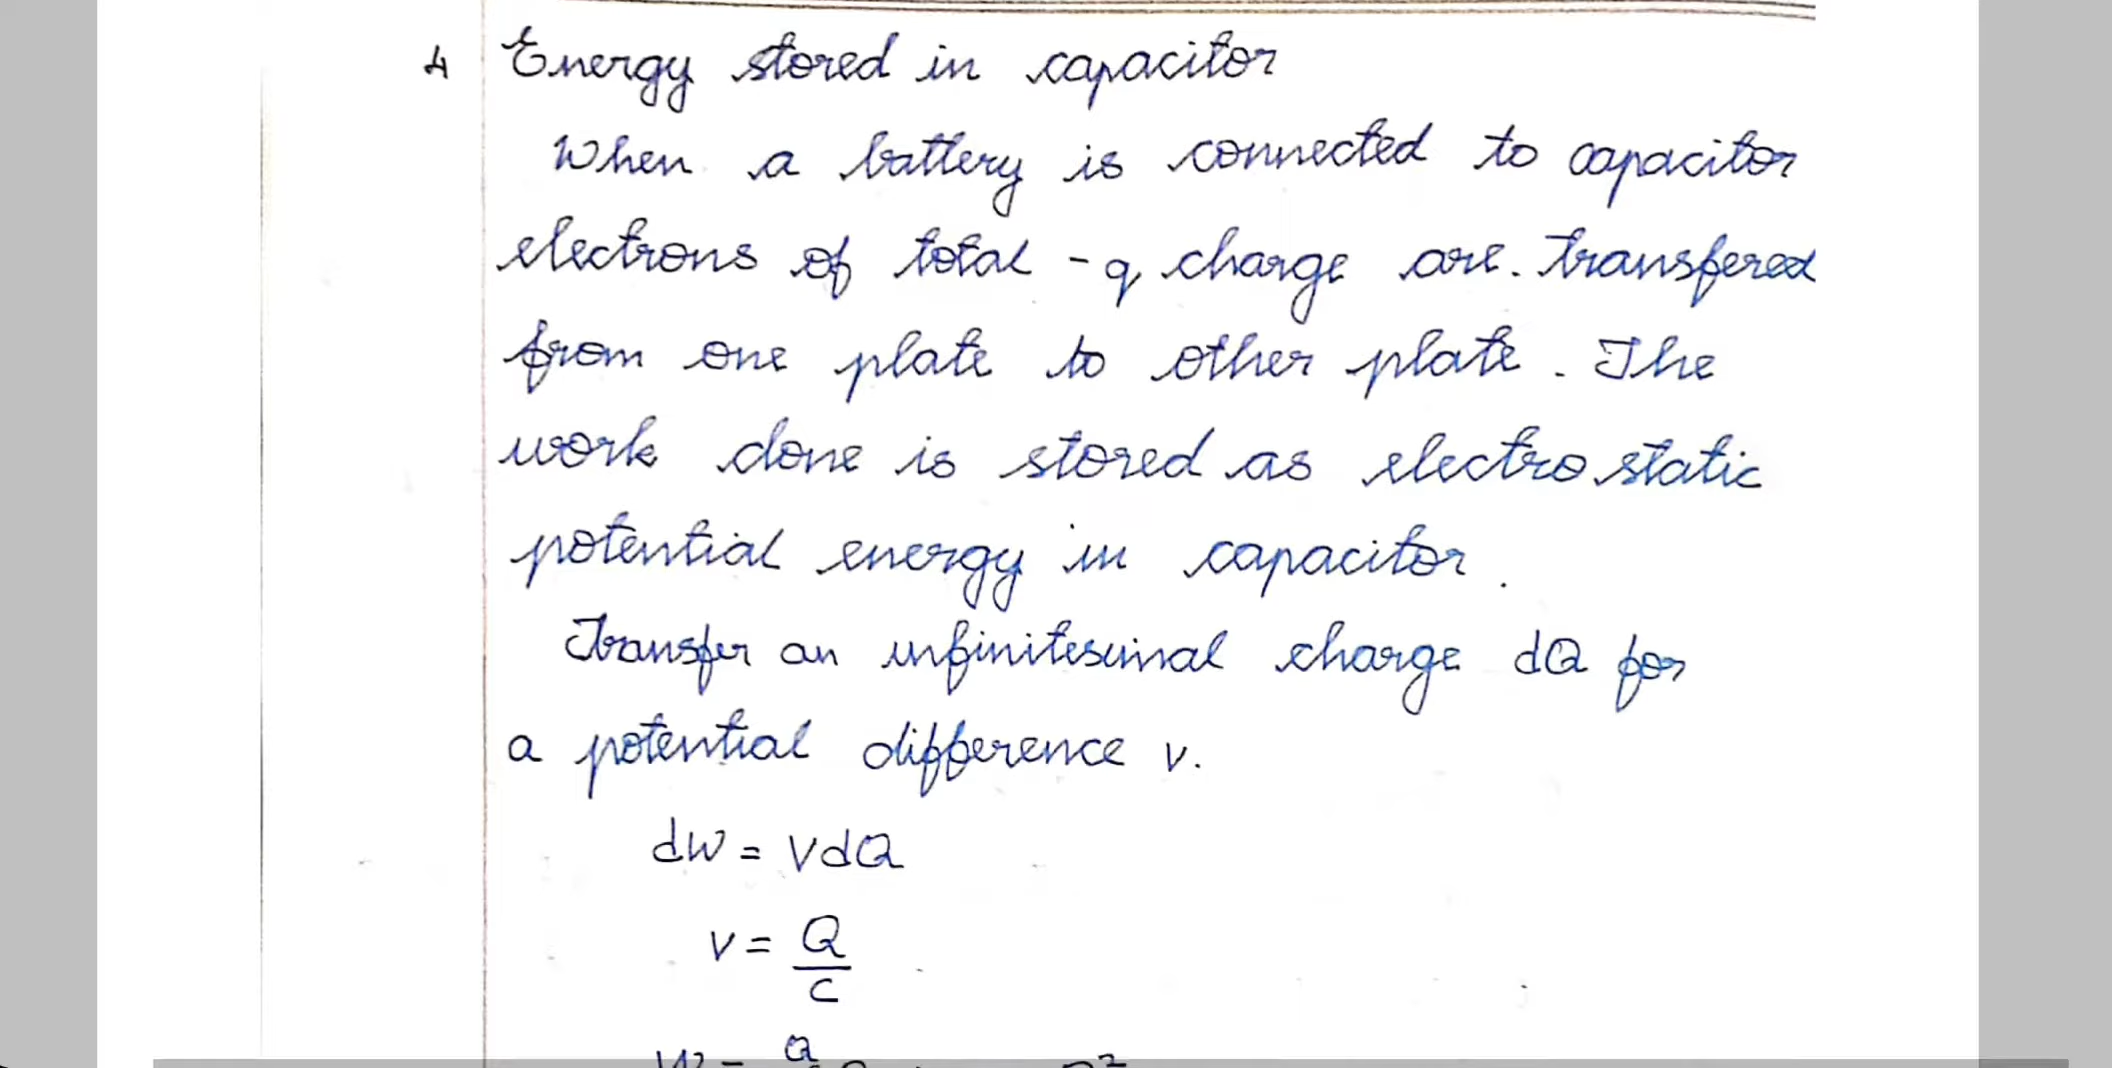 4 Energy stored in capacitor
When a battery is connected to capacitor
electrons of total -q charge are transfered
from one plate to other plate. The
work done is stored as electrostatic
potential energy in capacitor.
Transfer an infinitesimal charge dQ for
a potential difference v.
dW = VdQ
V = Q/C